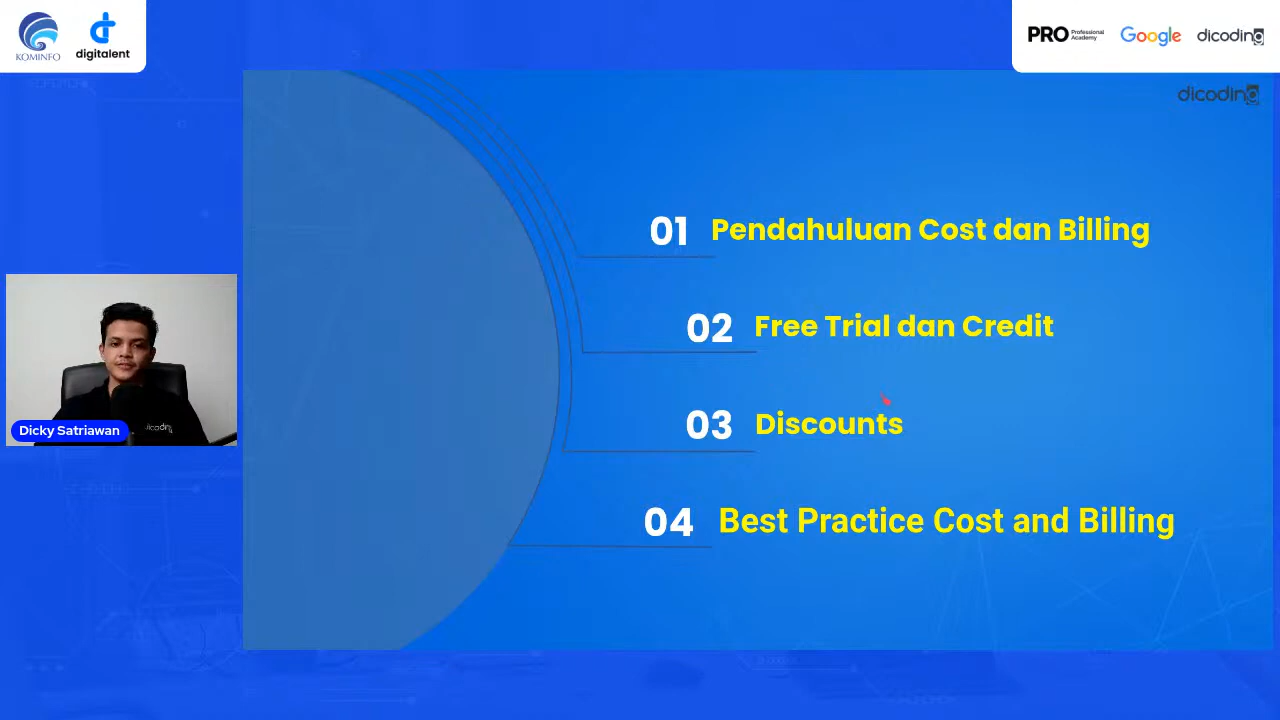 KOMINFO
digitalent
PRO Professional Academy
Google
dicoding
dicoding
01 Pendahuluan Cost dan Billing
02 Free Trial dan Credit
03 Discounts
04 Best Practice Cost and Billing
dicoding
Dicky Satriawan